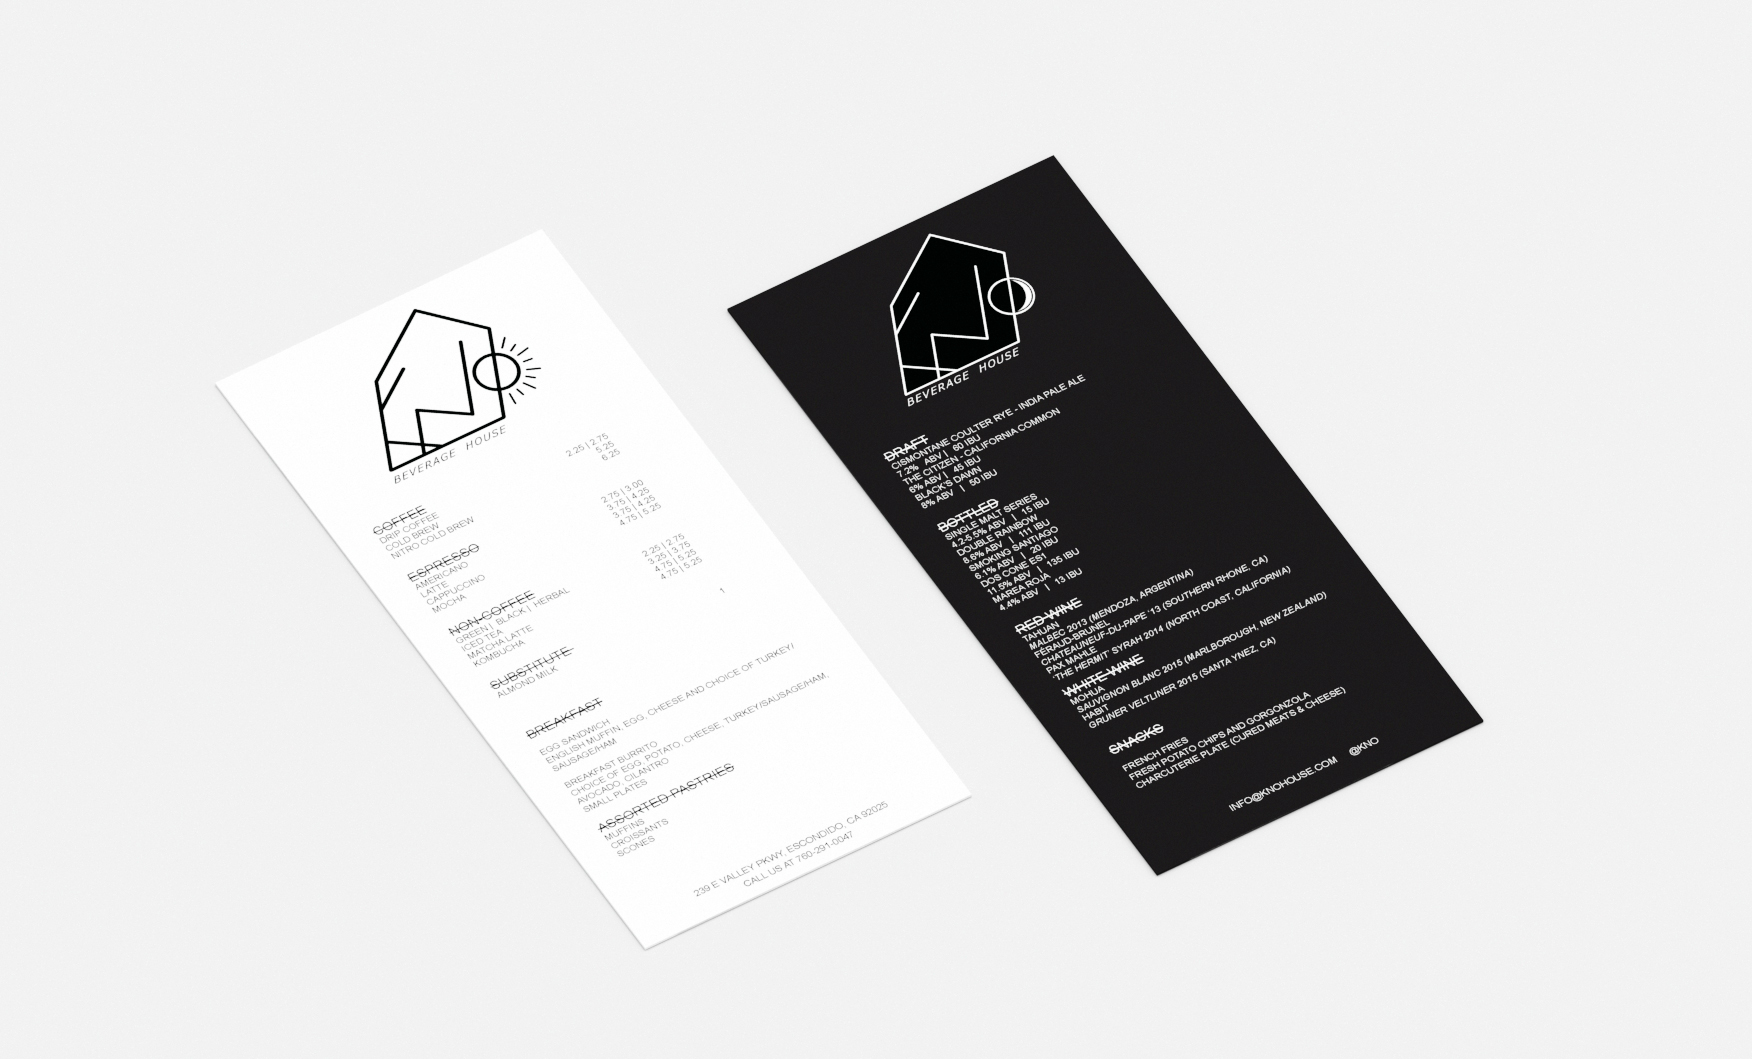 BEVERAGE HOUSE
COFFEE
DRIP COFFEE 2.25 | 2.75
COLD BREW 5.25
NITRO COLD BREW 6.25
ESPRESSO
AMERICANO 2.75 | 3.00
LATTE 3.75 | 4.25
CAPPUCCINO 3.75 | 4.25
MOCHA 4.75 | 5.25
NON-COFFEE
GREEN | BLACK | HERBAL 2.25 | 2.75
ICED TEA 3.25 | 3.75
MATCHA LATTE 4.75 | 5.25
KOMBUCHA 4.75 | 5.25
SUBSTITUTE
ALMOND MILK 1
BREAKFAST
EGG SANDWICH
ENGLISH MUFFIN, EGG, CHEESE AND CHOICE OF TURKEY/
SAUSAGE/HAM
BREAKFAST BURRITO
CHOICE OF EGG, POTATO, CHEESE, TURKEY/SAUSAGE/HAM,
AVOCADO, CILANTRO
SMALL PLATES
ASSORTED PASTRIES
MUFFINS
CROISSANTS
SCONES
239 E VALLEY PKWY, ESCONDIDO, CA 92025
CALL US AT 760-291-0047
BEVERAGE HOUSE
DRAFT
CISMONTANE COULTER RYE - INDIA PALE ALE
7.2% ABV | 60 IBU
THE CITIZEN - CALIFORNIA COMMON
6% ABV | 45 IBU
BLACK'S DAWN
6% ABV | 50 IBU
BOTTLED
SINGLE MALT SERIES
4.2-5.5% ABV | 15 IBU
DOUBLE RAINBOW
8.6% ABV | 111 IBU
SMOKING SANTIAGO
6.1% ABV | 20 IBU
DOS CONE ES1
11.5% ABV | 135 IBU
MAREA ROJA
4.4% ABV | 13 IBU
RED WINE
TAHUAN
MALBEC 2013 (MENDOZA, ARGENTINA)
FERAUD-BRUNEL
CHATEAUNEUF-DU-PAPE '13 (SOUTHERN RHONE, CA)
PAX MAHLE
'THE HERMIT' SYRAH 2014 (NORTH COAST, CALIFORNIA)
WHITE WINE
MOHUA
SAUVIGNON BLANC 2015 (MARLBOROUGH, NEW ZEALAND)
HABIT
GRUNER VELTLINER 2015 (SANTA YNEZ, CA)
SNACKS
FRENCH FRIES
FRESH POTATO CHIPS AND GORGONZOLA
CHARCUTERIE PLATE (CURED MEATS & CHEESE)
INFO@KNOHOUSE.COM @KNO